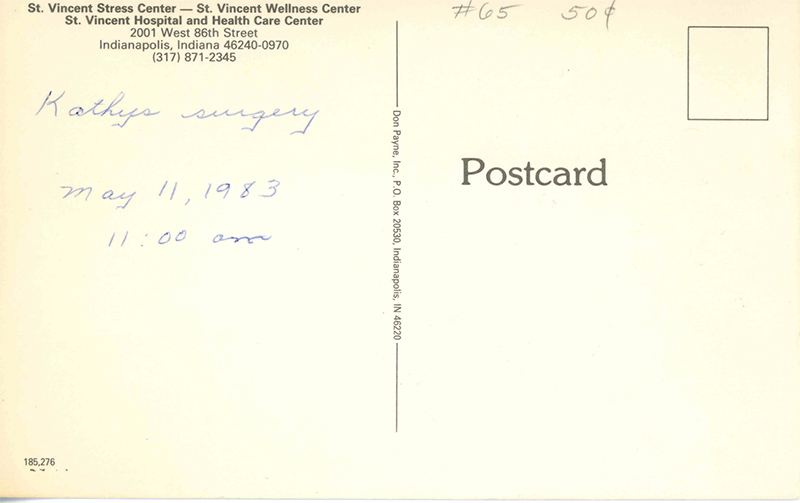 St. Vincent Stress Center — St. Vincent Wellness Center
St. Vincent Hospital and Health Care Center
2001 West 86th Street
Indianapolis, Indiana 46240-0970
(317) 871-2345
#65 50¢
Kathys surgery
May 11, 1983
11:00 am
Don Payne, Inc., P.O. Box 20530, Indianapolis, IN 46220
Postcard
185,276